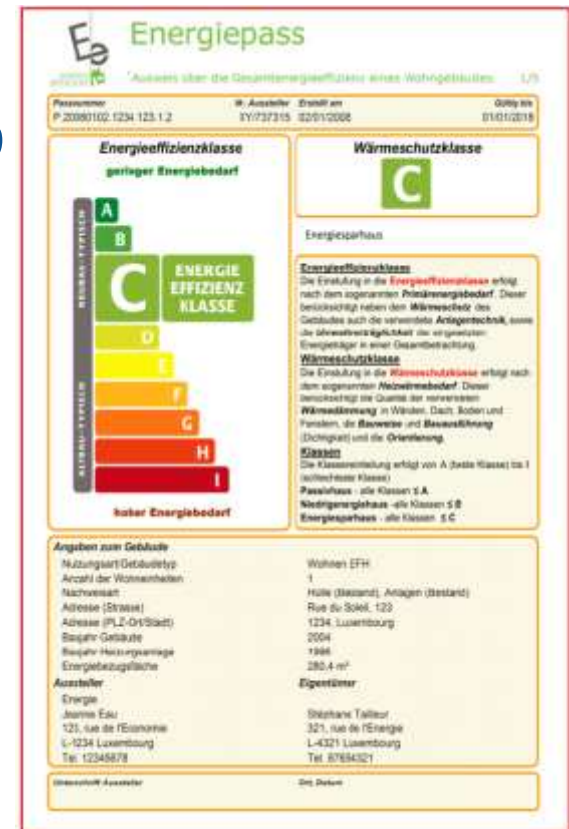 Energiepass
Ausweis über die Gesamtenergieeffizienz eines Wohngebäudes 1/5
Passnummer Nr. Aussteller Erstellt am Gültig bis
P.20080102.1234.123.1.2 XY/737315 02/01/2008 01/01/2018
Energieeffizienzklasse
geringer Energiebedarf
NEUBAU-TYPISCH
ALTBAU-TYPISCH
A
B
C ENERGIE EFFIZIENZ KLASSE
D
E
F
G
H
I
hoher Energiebedarf
Wärmeschutzklasse
C
Energiesparhaus
Energieeffizienzklasse
Die Einstufung in die Energieeffizienzklasse erfolgt
nach dem sogenannten Primärenergiebedarf. Dieser
berücksichtigt neben dem Wärmeschutz des
Gebäudes auch die verwendete Anlagentechnik, sowie
die Umweltverträglichkeit der eingesetzten
Energieträger in einer Gesamtbetrachtung.
Wärmeschutzklasse
Die Einstufung in die Wärmeschutzklasse erfolgt nach
dem sogenannten Heizwärmebedarf. Dieser
berücksichtigt die Qualität der verwendeten
Wärmedämmung in Wänden, Dach, Boden und
Fenstern, die Bauweise und Bauausführung
(Dichtigkeit) und die Orientierung.
Klassen
Die Klasseneinteilung erfolgt von A (beste Klasse) bis I
(schlechteste Klasse)
Passivhaus - alle Klassen ≤ A
Niedrigenergiehaus - alle Klassen ≤ B
Energiesparhaus - alle Klassen ≤ C
Angaben zum Gebäude
Nutzungsart/Gebäudetyp Wohnen EFH
Anzahl der Wohneinheiten 1
Nachweisart Hülle (Bestand), Anlagen (Bestand)
Adresse (Strasse) Rue du Soleil, 123
Adresse (PLZ-Ort/Stadt) 1234, Luxembourg
Baujahr Gebäude 2004
Baujahr Heizungsanlage 1996
Energiebezugsfläche 280,4 m²
Aussteller Eigentümer
Energie
Jeanne Eau Stéphane Tailleur
123, rue de l'Economie 321, rue de l'Energie
L-1234 Luxembourg L-4321 Luxembourg
Tel. 12345678 Tel. 87654321
Unterschrift Aussteller Ort, Datum